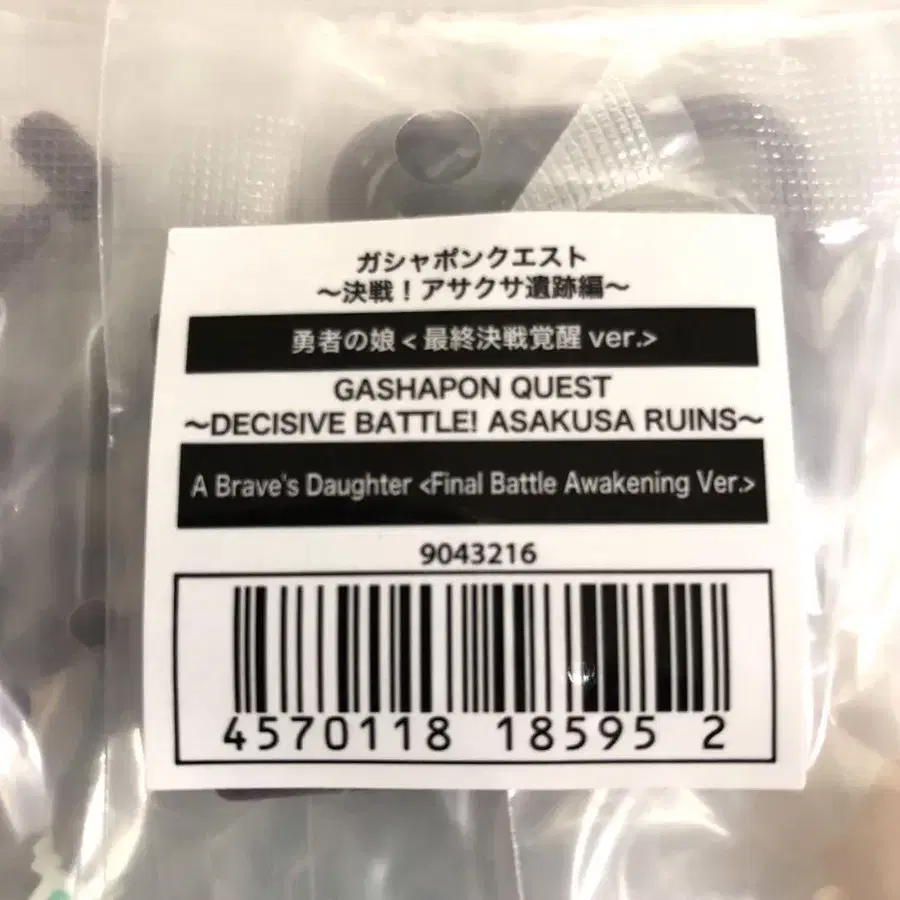 ガシャポンクエスト
～決戦！アサクサ遺跡編～
勇者の娘<最終決戦覚醒 ver.>
GASHAPON QUEST
～DECISIVE BATTLE! ASAKUSA RUINS～
A Brave's Daughter <Final Battle Awakening Ver.>
9043216
4570118 18595 2